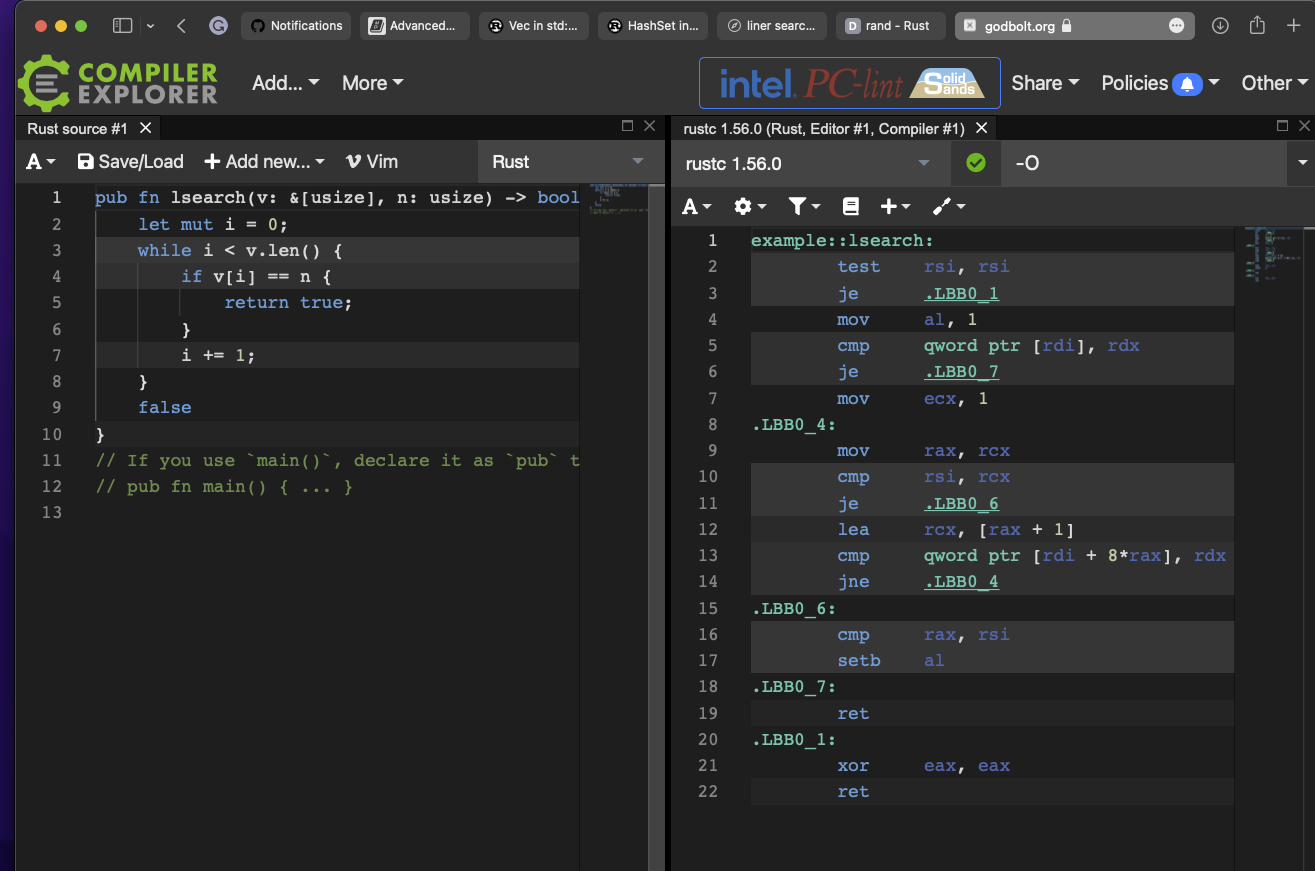 Notifications Advanced... Vec in std:... HashSet in... liner searc... D rand - Rust godbolt.org
COMPILER
EXPLORER
Add... More intel. PC-lint Solid Sands Share Policies Other
Rust source #1 rustc 1.56.0 (Rust, Editor #1, Compiler #1)
A Save/Load + Add new... Vim Rust rustc 1.56.0 -O
A
1 pub fn lsearch(v: &[usize], n: usize) -> bool
2 let mut i = 0;
3 while i < v.len() {
4 if v[i] == n {
5 return true;
6 }
7 i += 1;
8 }
9 false
10 }
11 // If you use `main()`, declare it as `pub` t
12 // pub fn main() { ... }
13
1 example::lsearch:
2 test rsi, rsi
3 je .LBB0_1
4 mov al, 1
5 cmp qword ptr [rdi], rdx
6 je .LBB0_7
7 mov ecx, 1
8 .LBB0_4:
9 mov rax, rcx
10 cmp rsi, rcx
11 je .LBB0_6
12 lea rcx, [rax + 1]
13 cmp qword ptr [rdi + 8*rax], rdx
14 jne .LBB0_4
15 .LBB0_6:
16 cmp rax, rsi
17 setb al
18 .LBB0_7:
19 ret
20 .LBB0_1:
21 xor eax, eax
22 ret